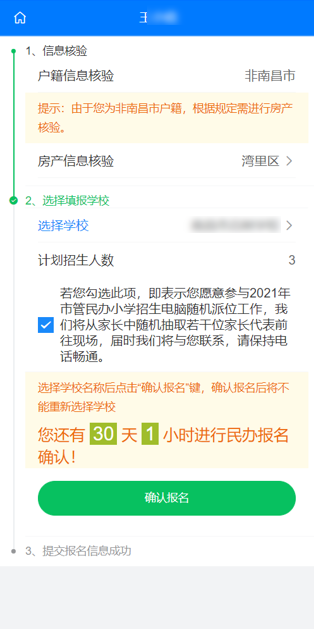 王
1、信息核验
户籍信息核验 非南昌市
提示：由于您为非南昌市户籍，根据规定需进行房产
核验。
房产信息核验 湾里区
2、选择填报学校
选择学校
计划招生人数 3
若您勾选此项，即表示您愿意参与2021年
市管民办小学招生电脑随机派位工作，我
们将从家长中随机抽取若干位家长代表前
往现场，届时我们将与您联系，请保持电
话畅通。
选择学校名称后点击“确认报名”键，确认报名后将不
能重新选择学校
您还有 30 天 1 小时进行民办报名
确认！
确认报名
3、提交报名信息成功